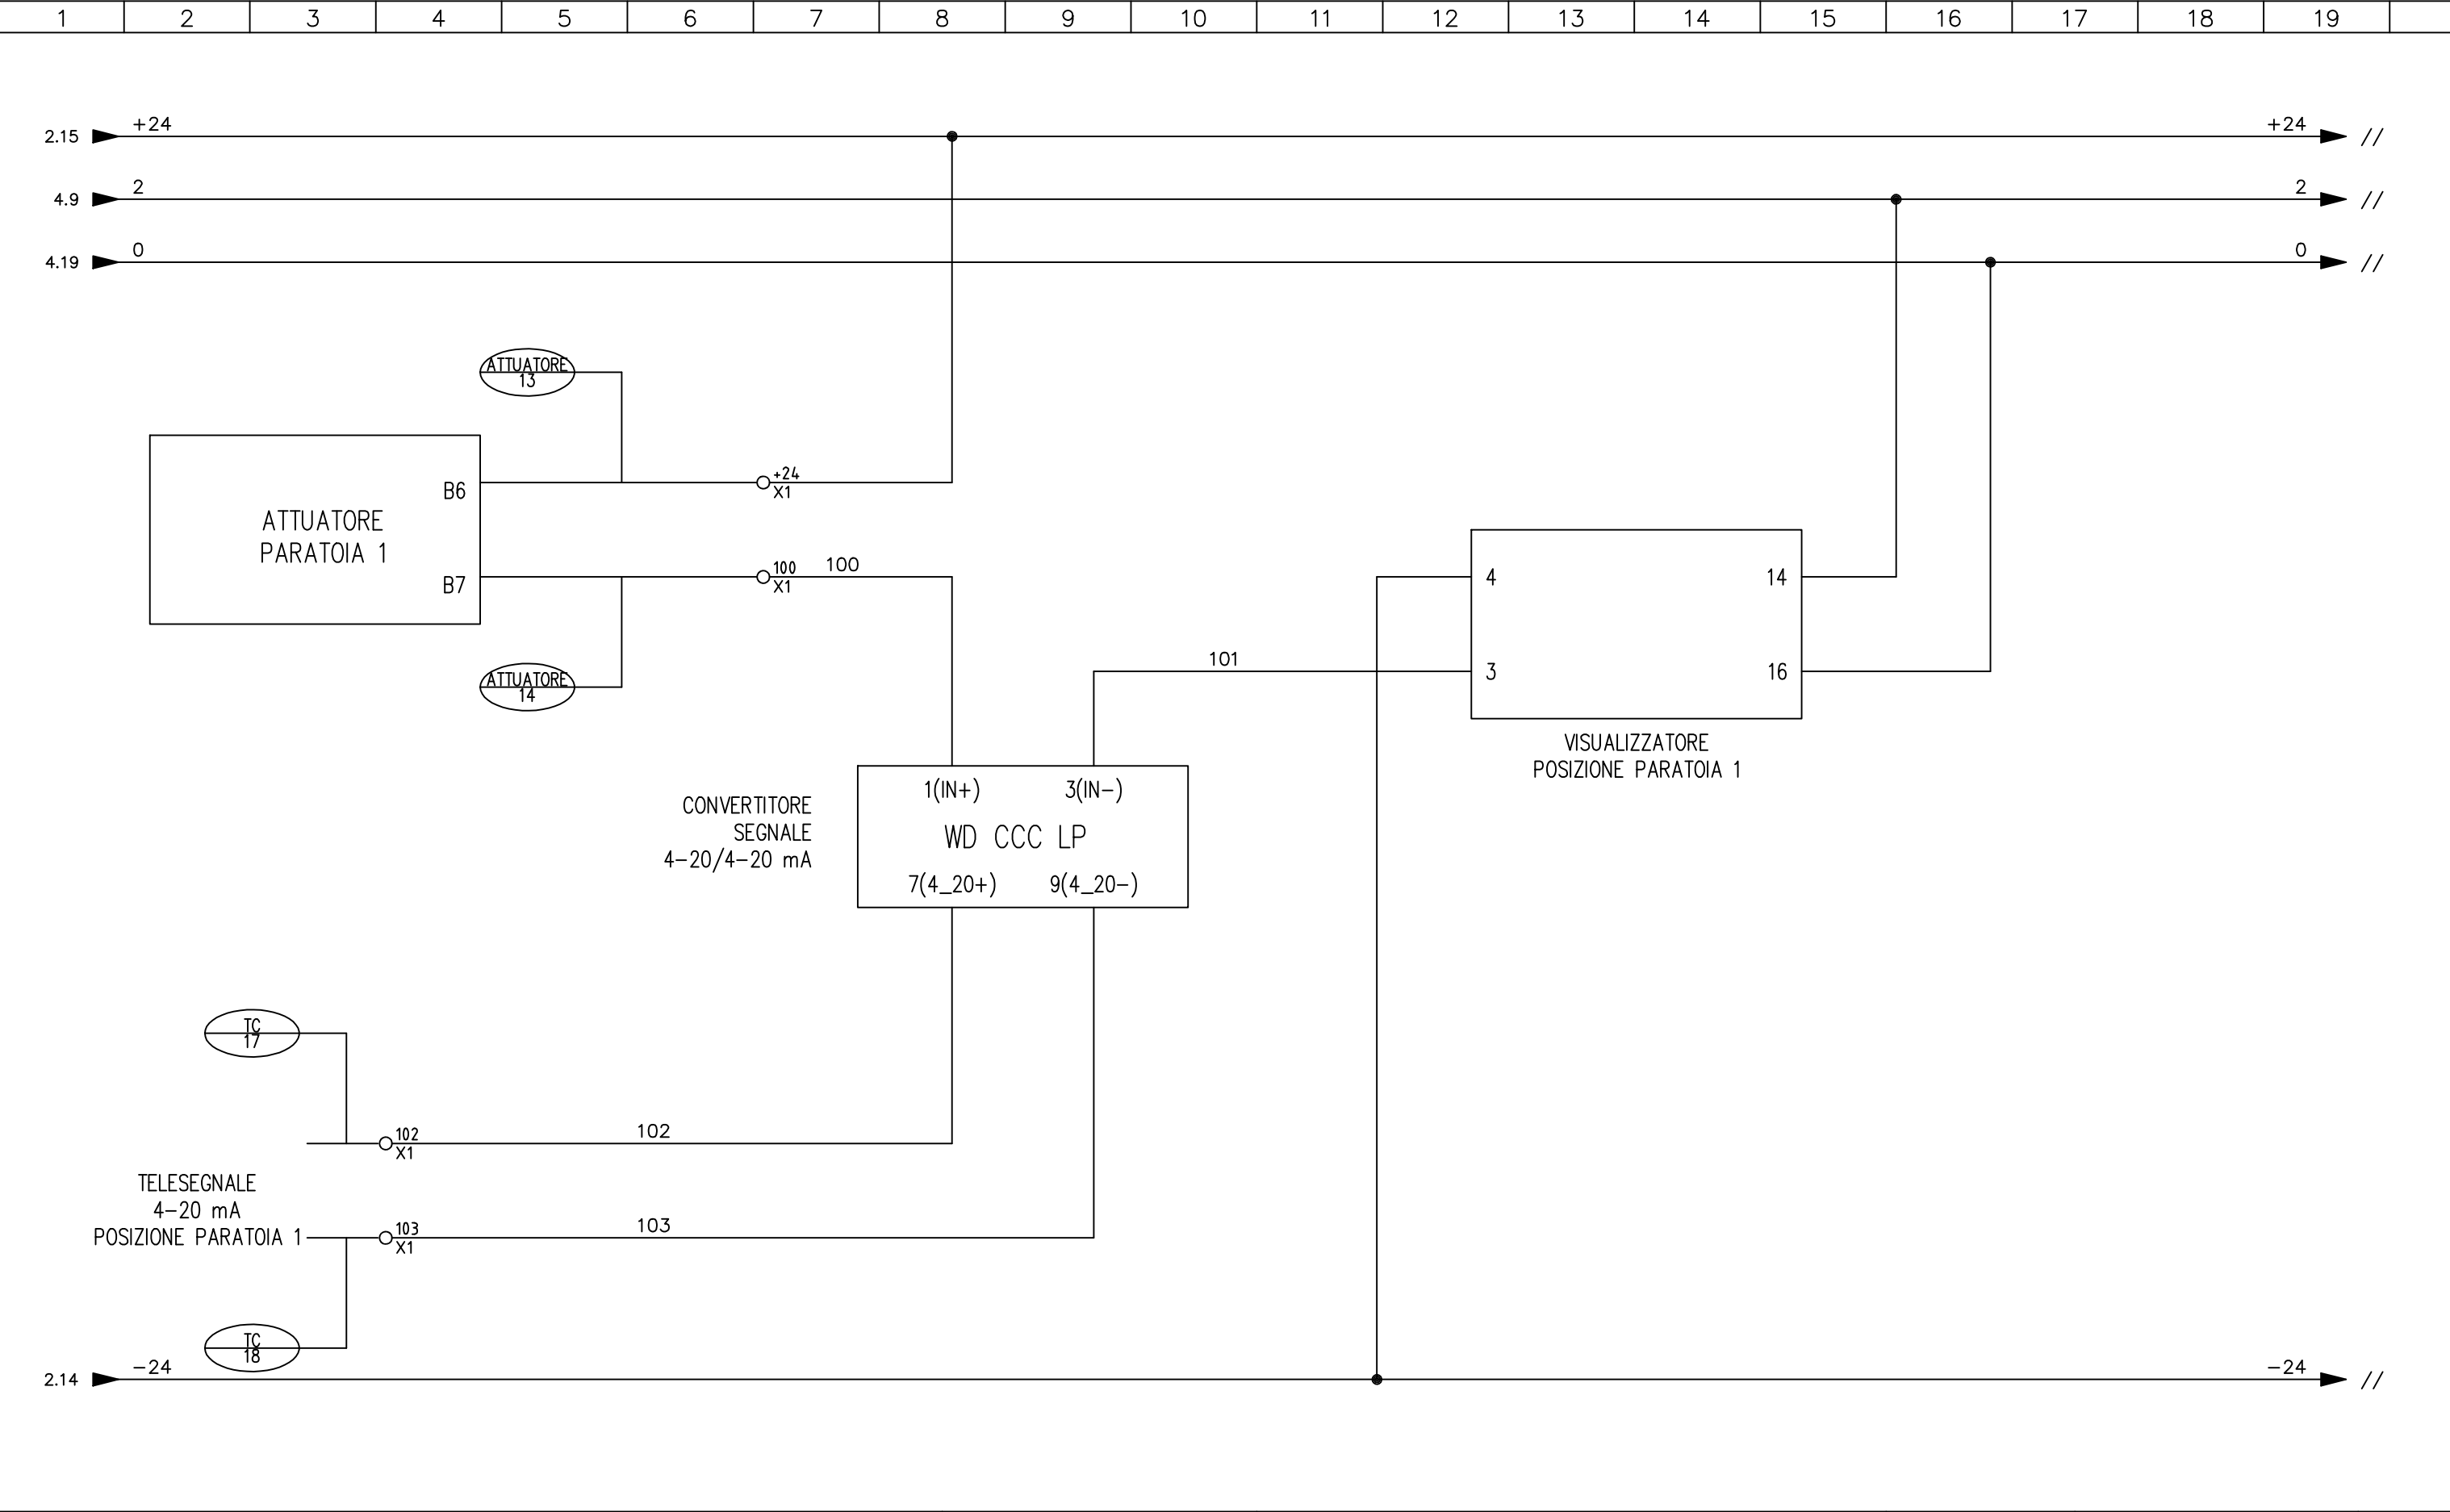 1 2 3 4 5 6 7 8 9 10 11 12 13 14 15 16 17 18 19
2.15 +24 +24 //
4.9 2 2 //
4.19 0 0 //
ATTUATORE
13
B6
+24
X1
ATTUATORE
PARATOIA 1
B7
100
X1
100
ATTUATORE
14
4 14
101
3 16
VISUALIZZATORE
POSIZIONE PARATOIA 1
CONVERTITORE
SEGNALE
4-20/4-20 mA
1(IN+) 3(IN-)
WD CCC LP
7(4_20+) 9(4_20-)
TC
17
102
X1
102
TELESEGNALE
4-20 mA
POSIZIONE PARATOIA 1
103
X1
103
TC
18
2.14 -24 -24 //